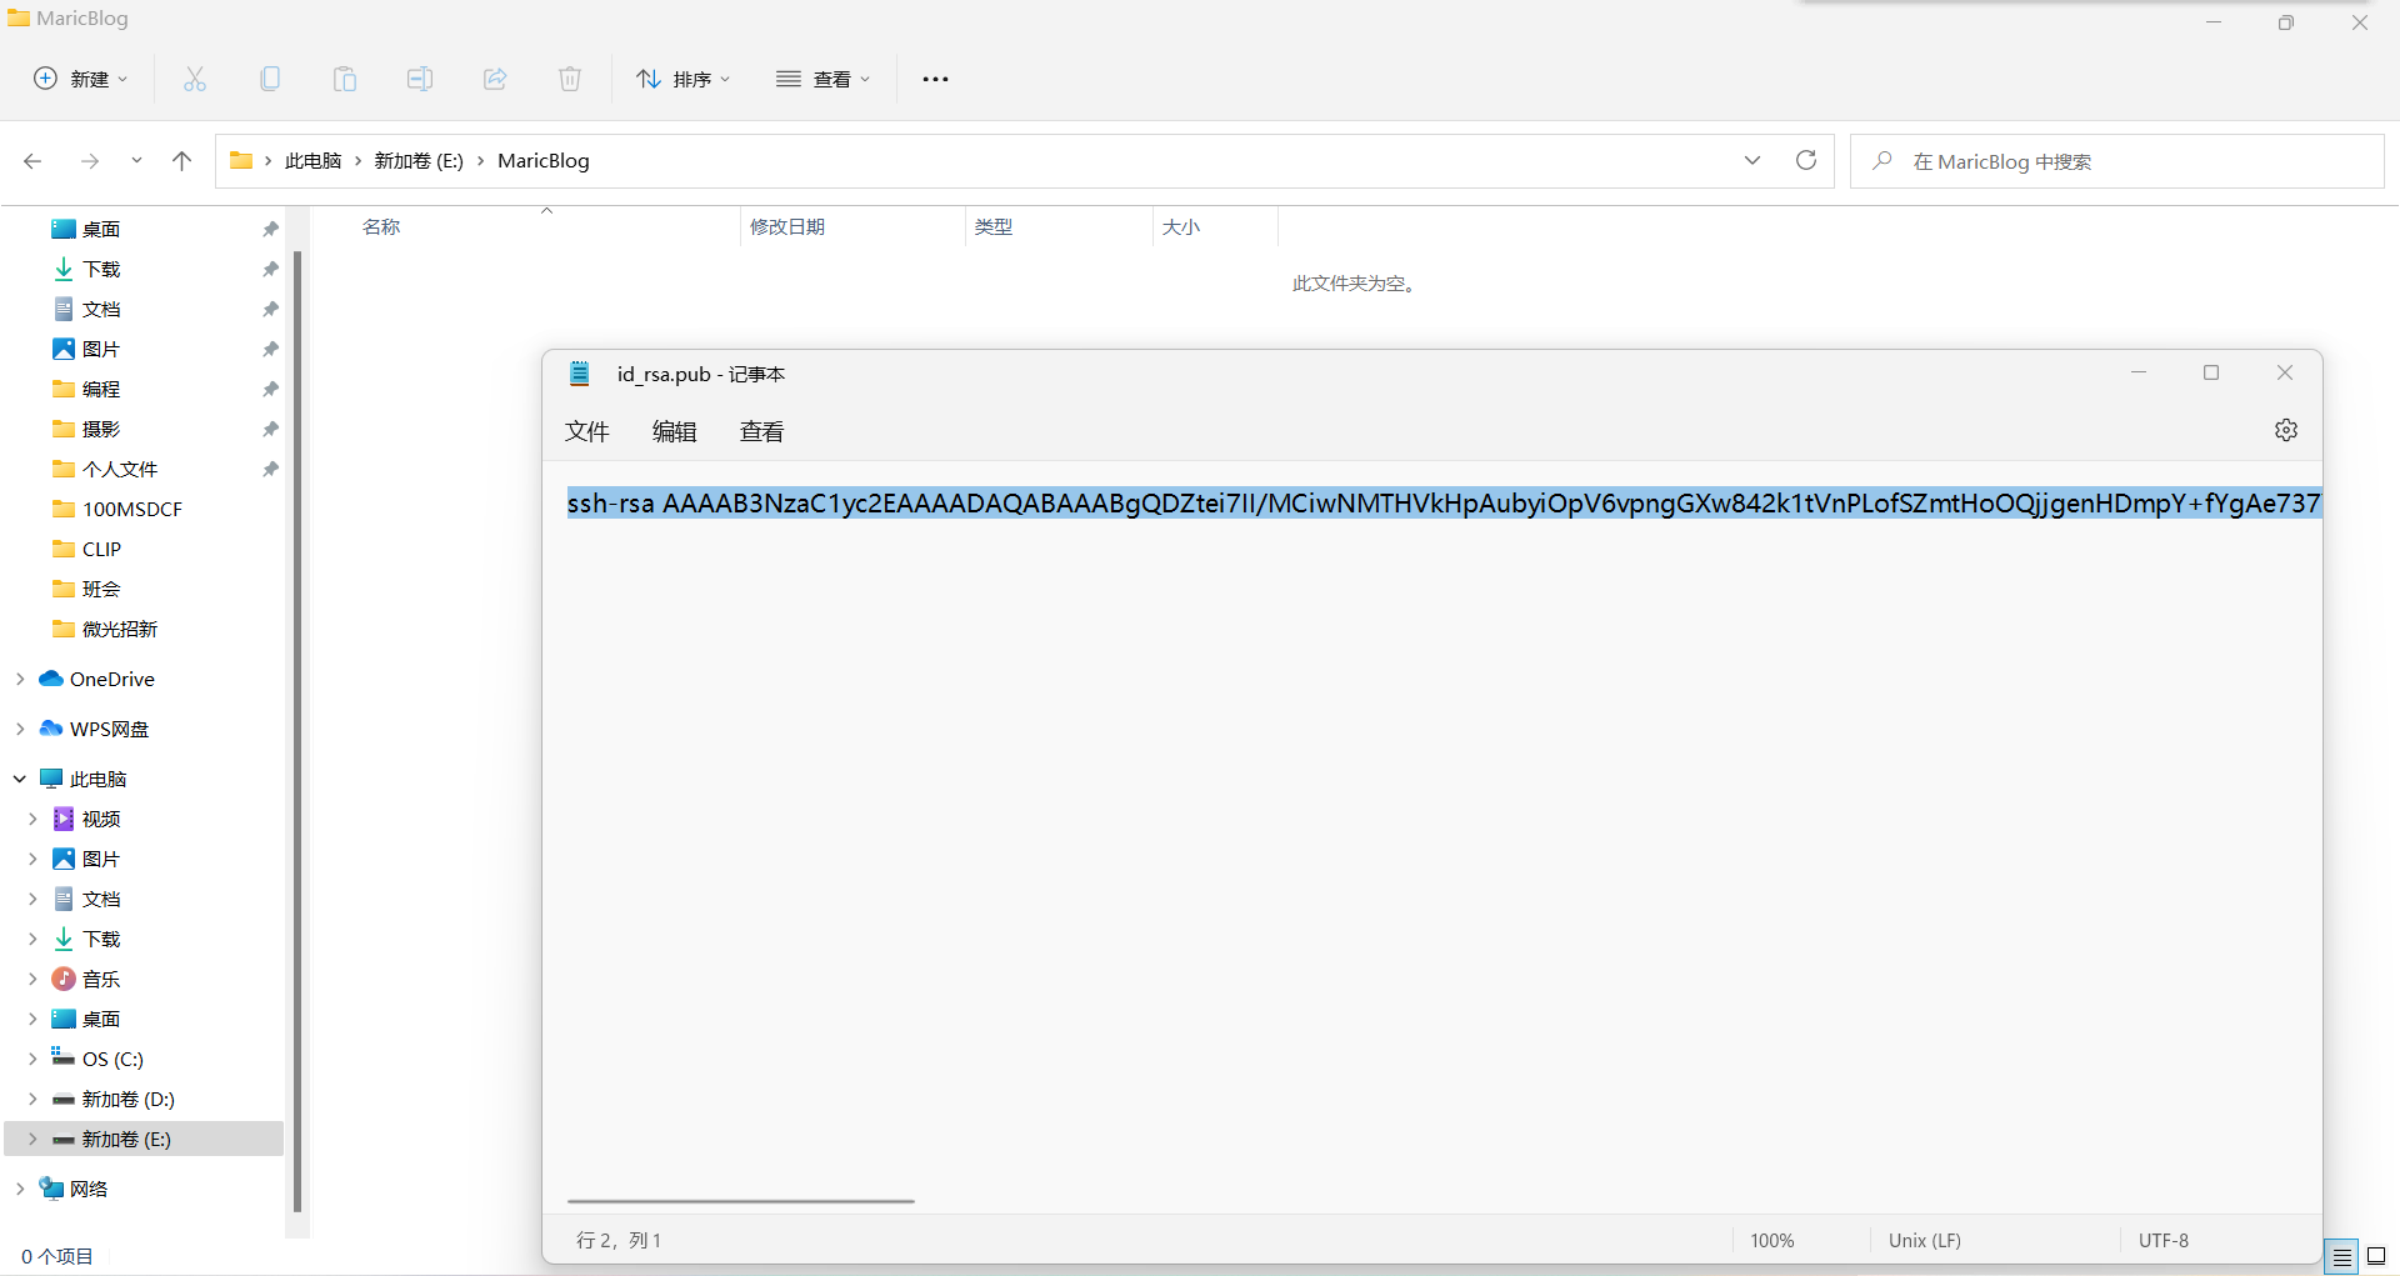 MaricBlog
新建
排序
查看
此电脑
新加卷 (E:)
MaricBlog
在 MaricBlog 中搜索
名称
修改日期
类型
大小
此文件夹为空。
桌面
下载
文档
图片
编程
摄影
个人文件
100MSDCF
CLIP
班会
微光招新
OneDrive
WPS网盘
此电脑
视频
图片
文档
下载
音乐
桌面
OS (C:)
新加卷 (D:)
新加卷 (E:)
网络
0 个项目
id_rsa.pub - 记事本
文件
编辑
查看
ssh-rsa AAAAB3NzaC1yc2EAAAADAQABAAABgQDZtei7II/MCiwNMTHVkHpAubyiOpV6vpngGXw842k1tVnPLofSZmtHoOQjjgenHDmpY+fYgAe737
行 2，列 1
100%
Unix (LF)
UTF-8